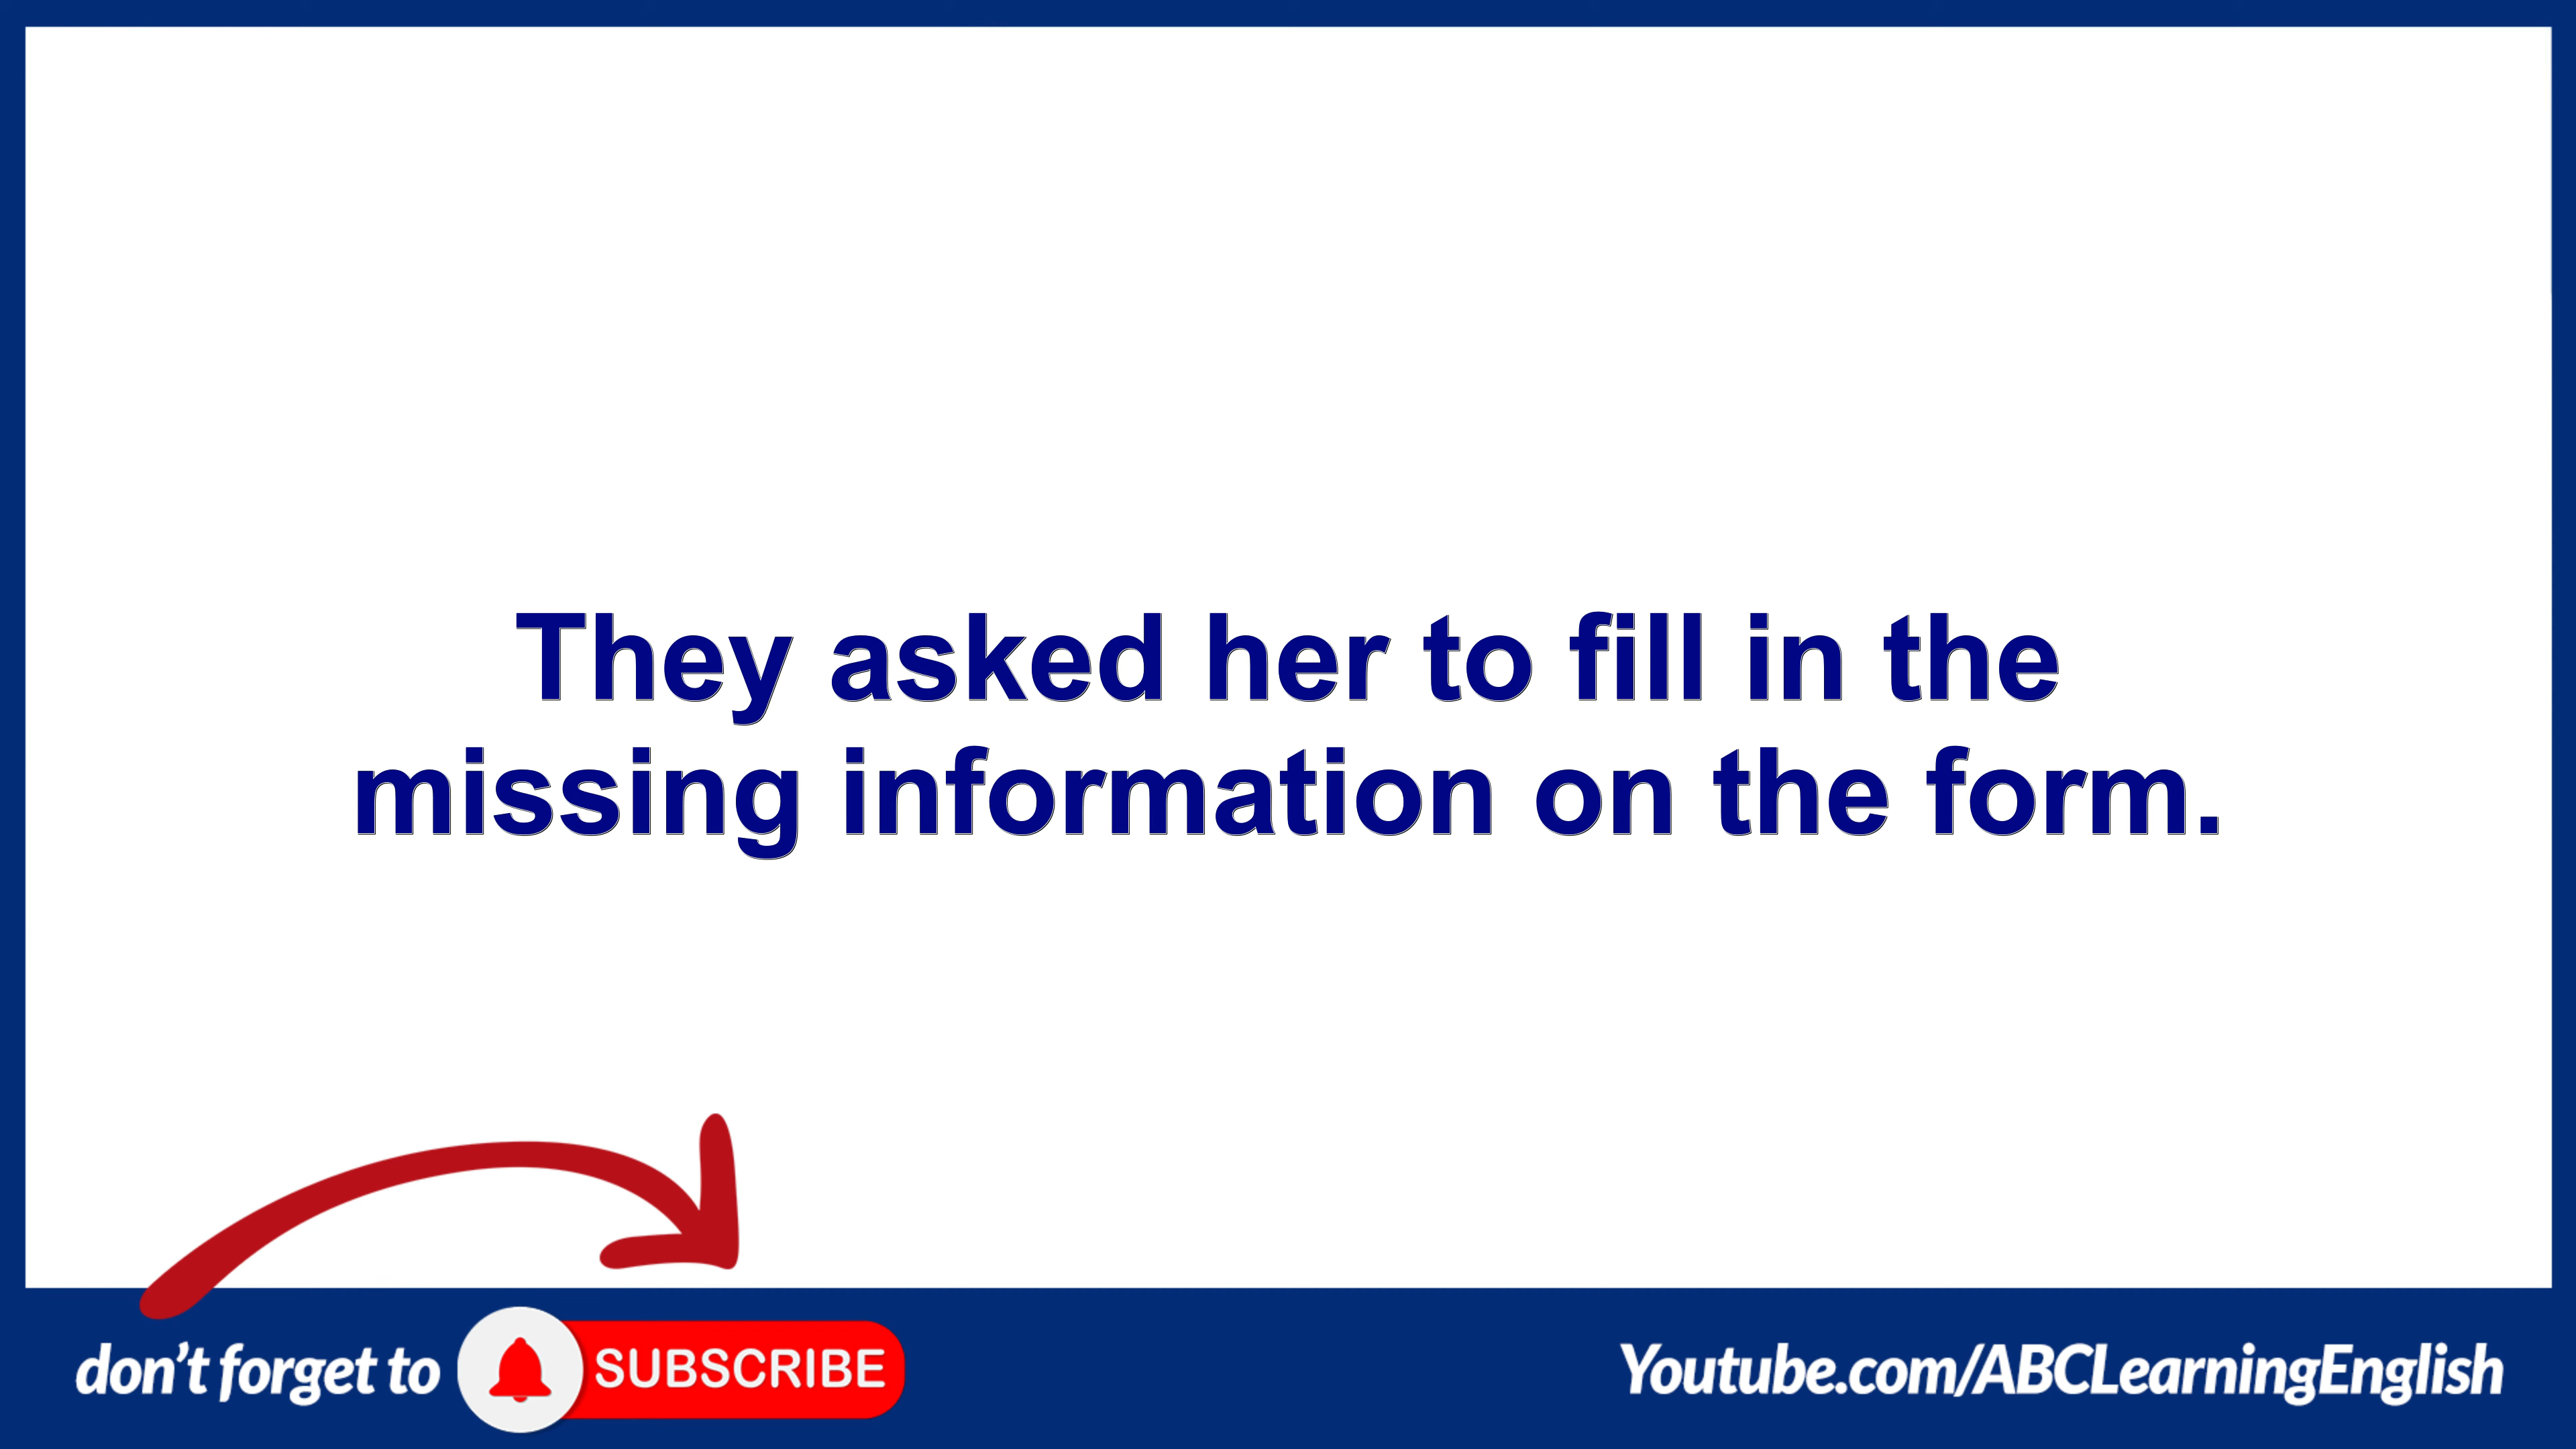 They asked her to fill in the
missing information on the form.
don't forget to SUBSCRIBE
Youtube.com/ABCLearningEnglish